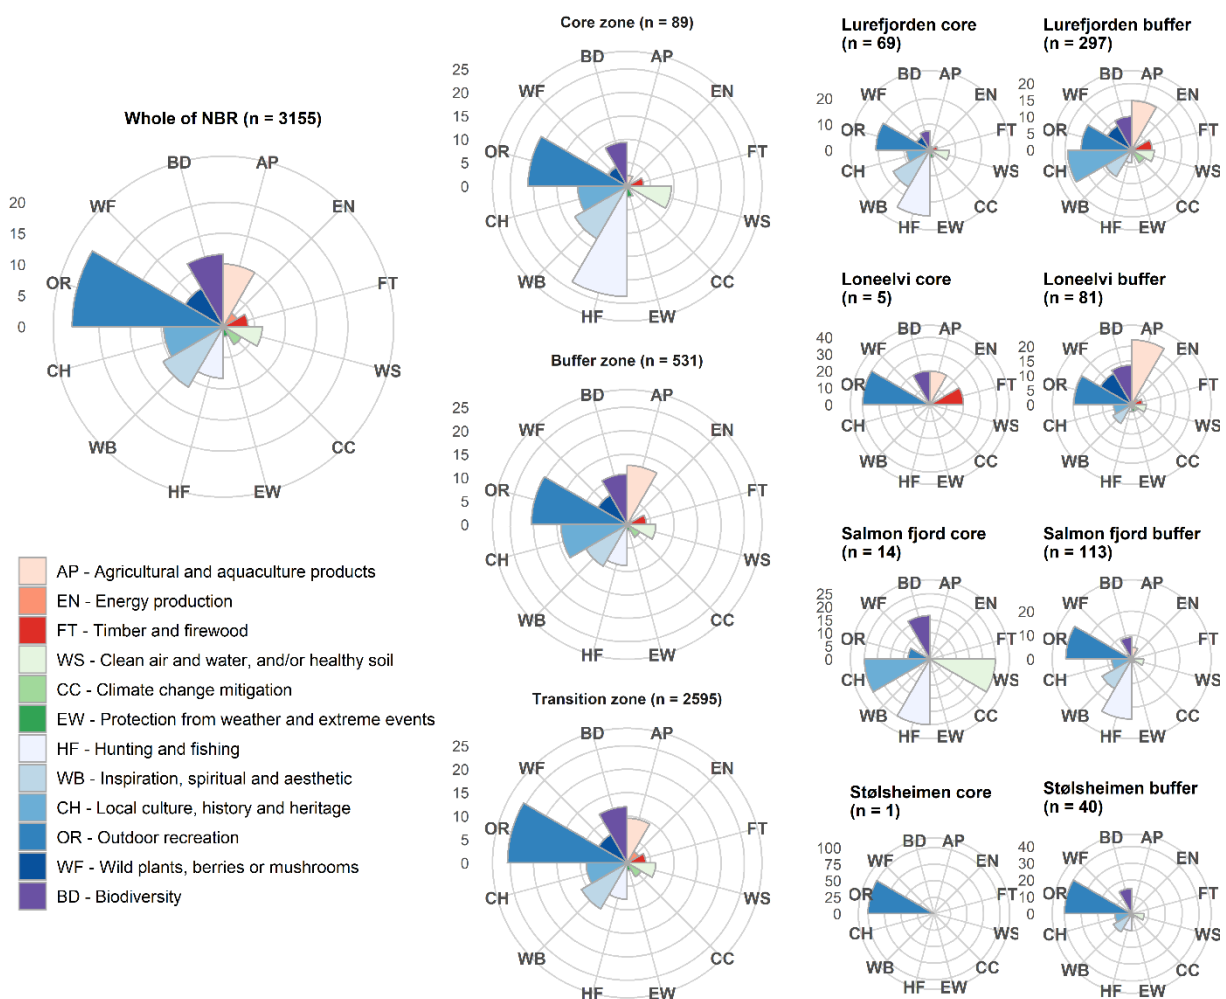 Whole of NBR (n = 3155)
BD
AP
WF
EN
20
15
10
5
0
OR
FT
CH
WS
WB
CC
HF
EW
AP - Agricultural and aquaculture products
EN - Energy production
FT - Timber and firewood
WS - Clean air and water, and/or healthy soil
CC - Climate change mitigation
EW - Protection from weather and extreme events
HF - Hunting and fishing
WB - Inspiration, spiritual and aesthetic
CH - Local culture, history and heritage
OR - Outdoor recreation
WF - Wild plants, berries or mushrooms
BD - Biodiversity
Core zone (n = 89)
BD
AP
25
20
15
10
5
0
WF
EN
OR
FT
CH
WS
WB
CC
HF
EW
Buffer zone (n = 531)
BD
AP
25
20
15
10
5
0
WF
EN
OR
FT
CH
WS
WB
CC
HF
EW
Transition zone (n = 2595)
BD
AP
25
20
15
10
5
0
WF
EN
OR
FT
CH
WS
WB
CC
HF
EW
Lurefjorden core
(n = 69)
BD
AP
20
10
0
WF
EN
OR
FT
CH
WS
WB
CC
HF
EW
Lurefjorden buffer
(n = 297)
BD
AP
20
15
10
5
0
WF
EN
OR
FT
CH
WS
WB
CC
HF
EW
Loneelvi core
(n = 5)
BD
AP
40
30
20
10
0
WF
EN
OR
FT
CH
WS
WB
CC
HF
EW
Loneelvi buffer
(n = 81)
BD
AP
20
15
10
5
0
WF
EN
OR
FT
CH
WS
WB
CC
HF
EW
Salmon fjord core
(n = 14)
BD
AP
25
20
15
10
5
0
WF
EN
OR
FT
CH
WS
WB
CC
HF
EW
Salmon fjord buffer
(n = 113)
BD
AP
20
10
0
WF
EN
OR
FT
CH
WS
WB
CC
HF
EW
Stølsheimen core
(n = 1)
BD
AP
100
75
50
25
0
WF
EN
OR
FT
CH
WS
WB
CC
HF
EW
Stølsheimen buffer
(n = 40)
BD
AP
40
30
20
10
0
WF
EN
OR
FT
CH
WS
WB
CC
HF
EW